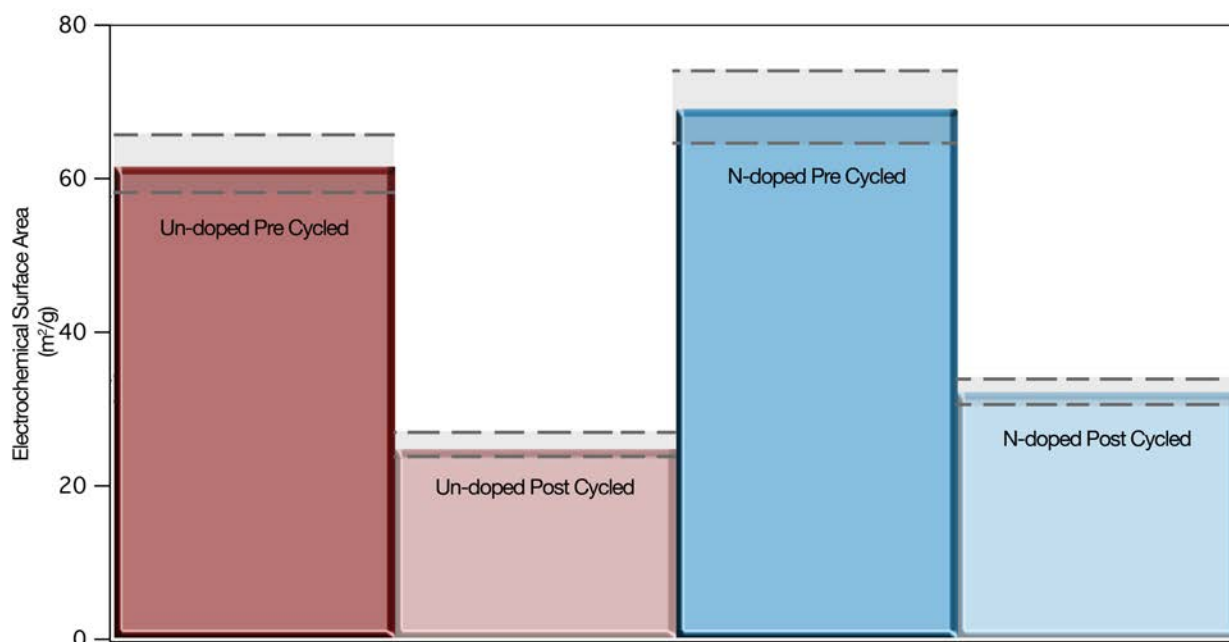 80
60
40
20
0
Electrochemical Surface Area
(m²/g)
Un-doped Pre Cycled
Un-doped Post Cycled
N-doped Pre Cycled
N-doped Post Cycled